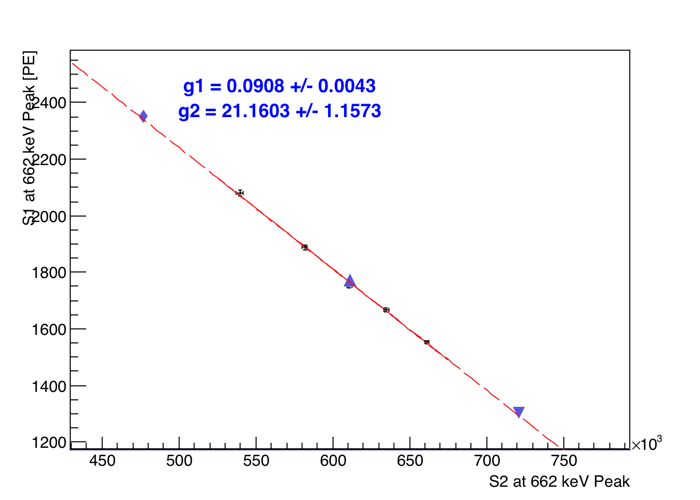 g1 = 0.0908 +/- 0.0043
g2 = 21.1603 +/- 1.1573
S1 at 662 keV Peak [PE]
2400
2200
2000
1800
1600
1400
1200
450 500 550 600 650 700 750
×10³
S2 at 662 keV Peak